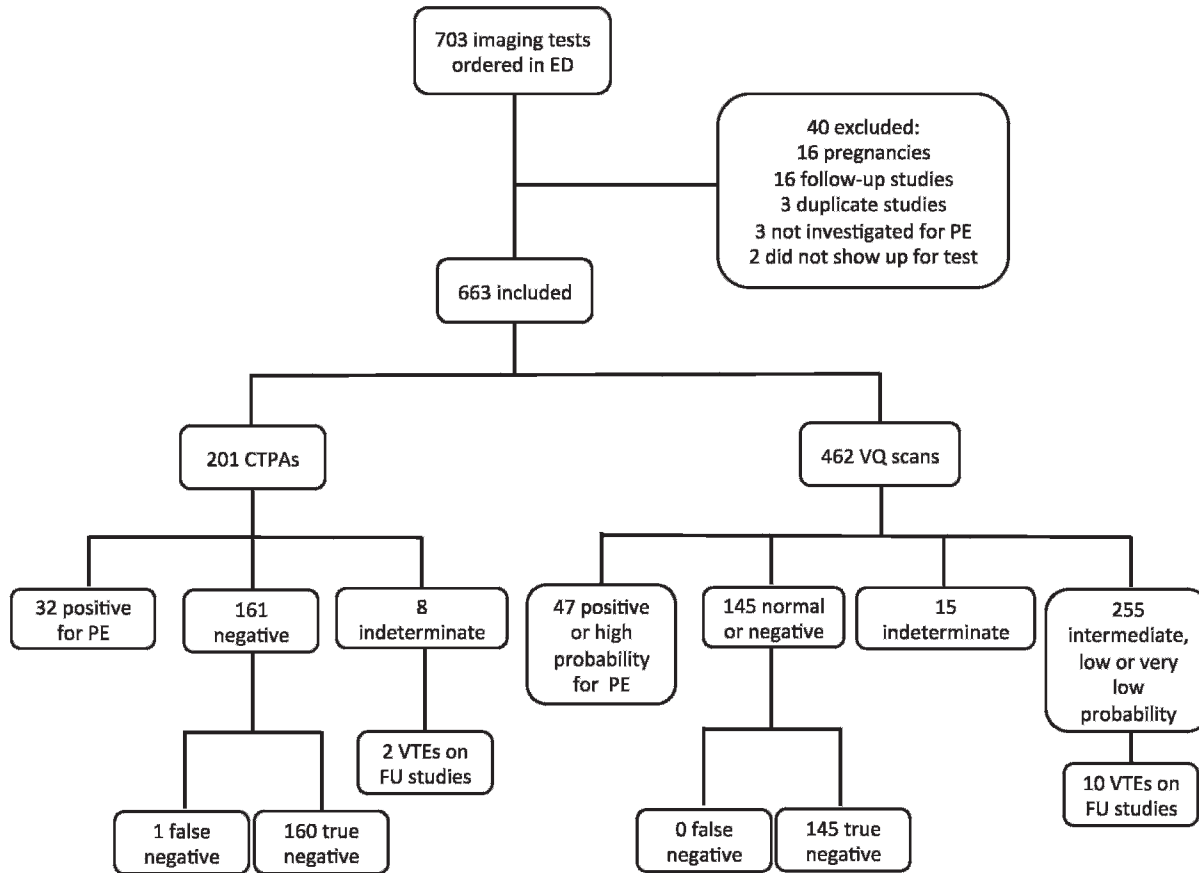 703 imaging tests
ordered in ED
40 excluded:
16 pregnancies
16 follow-up studies
3 duplicate studies
3 not investigated for PE
2 did not show up for test
663 included
201 CTPAs
462 VQ scans
32 positive
for PE
161
negative
8
indeterminate
47 positive
or high
probability
for PE
145 normal
or negative
15
indeterminate
255
intermediate,
low or very
low
probability
1 false
negative
160 true
negative
2 VTEs on
FU studies
0 false
negative
145 true
negative
10 VTEs on
FU studies